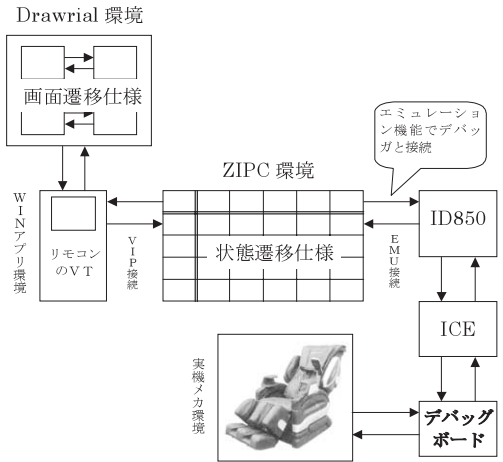 Drawrial 環境
画面遷移仕様
エミュレーショ
ン機能でデバッ
ガと接続
ZIPC 環境
WINアプリ環境
リモコン
のVT
VIP接続
状態遷移仕様
EMU接続
ID850
ICE
実機メカ環境
デバッグ
ボード